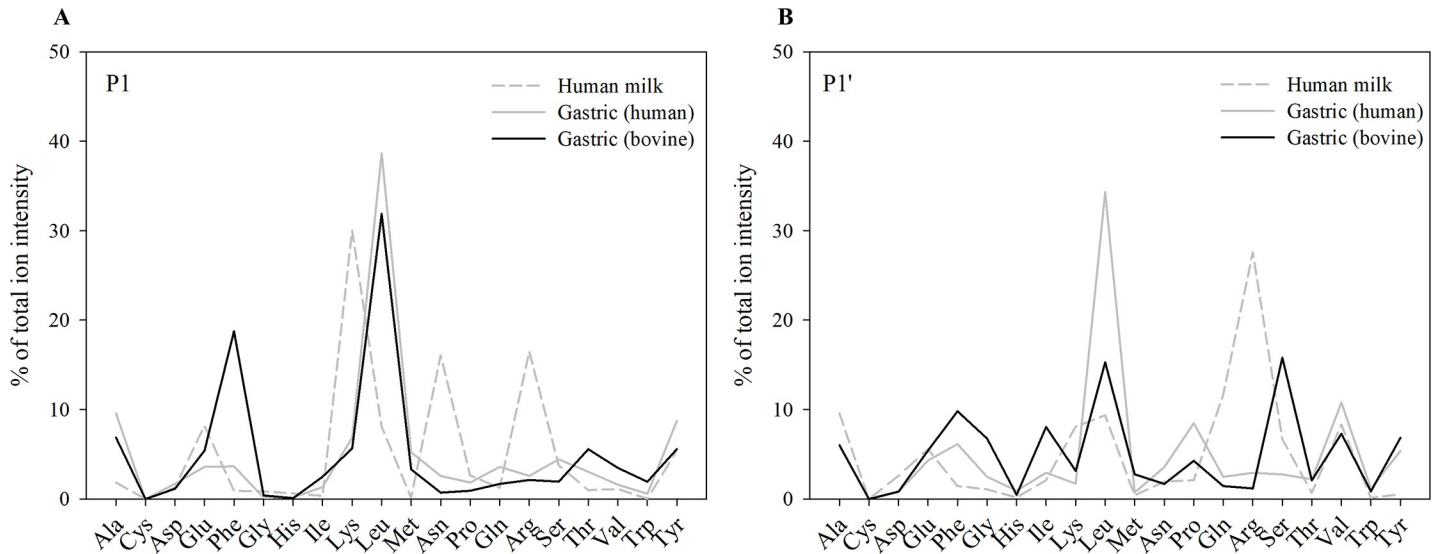 A
% of total ion intensity
50
40
30
20
10
0
P1
Human milk
Gastric (human)
Gastric (bovine)
Ala
Cys
Asp
Glu
Phe
Gly
His
Ile
Lys
Leu
Met
Asn
Pro
Gln
Arg
Ser
Thr
Val
Trp
Tyr
B
% of total ion intensity
50
40
30
20
10
0
P1'
Human milk
Gastric (human)
Gastric (bovine)
Ala
Cys
Asp
Glu
Phe
Gly
His
Ile
Lys
Leu
Met
Asn
Pro
Gln
Arg
Ser
Thr
Val
Trp
Tyr